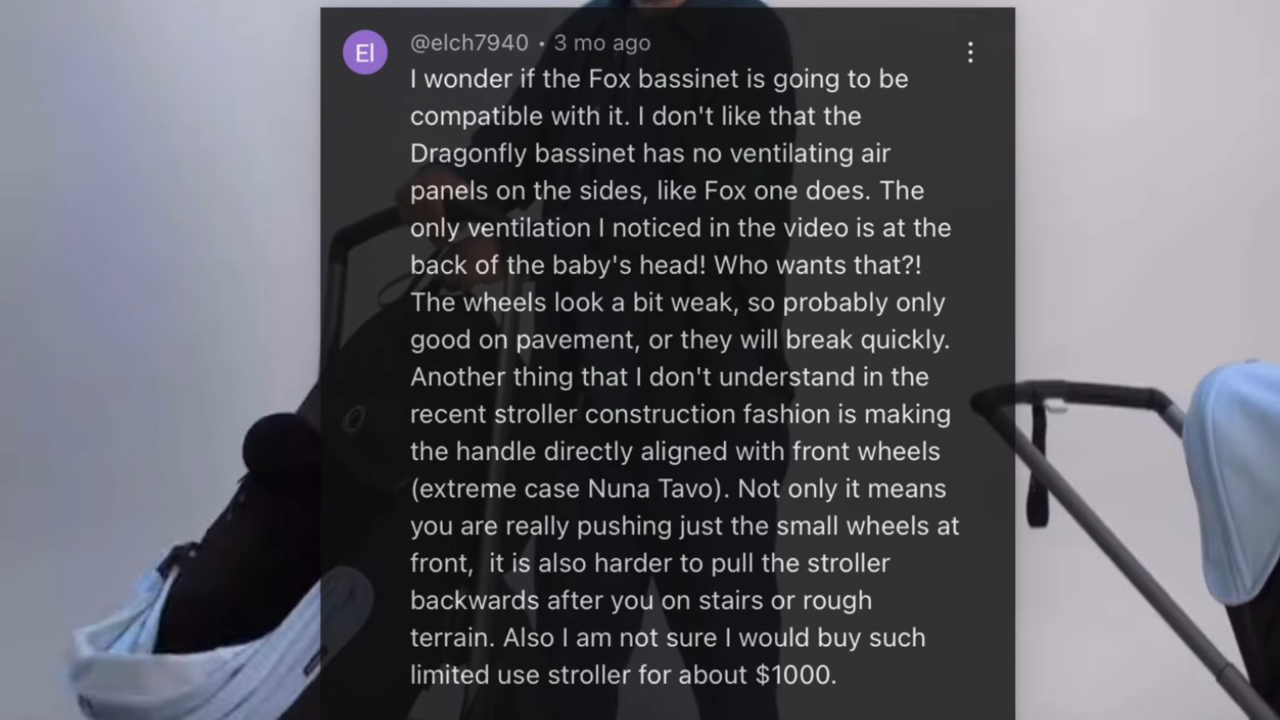 El
@elch7940 • 3 mo ago
I wonder if the Fox bassinet is going to be
compatible with it. I don't like that the
Dragonfly bassinet has no ventilating air
panels on the sides, like Fox one does. The
only ventilation I noticed in the video is at the
back of the baby's head! Who wants that?!
The wheels look a bit weak, so probably only
good on pavement, or they will break quickly.
Another thing that I don't understand in the
recent stroller construction fashion is making
the handle directly aligned with front wheels
(extreme case Nuna Tavo). Not only it means
you are really pushing just the small wheels at
front,  it is also harder to pull the stroller
backwards after you on stairs or rough
terrain. Also I am not sure I would buy such
limited use stroller for about $1000.